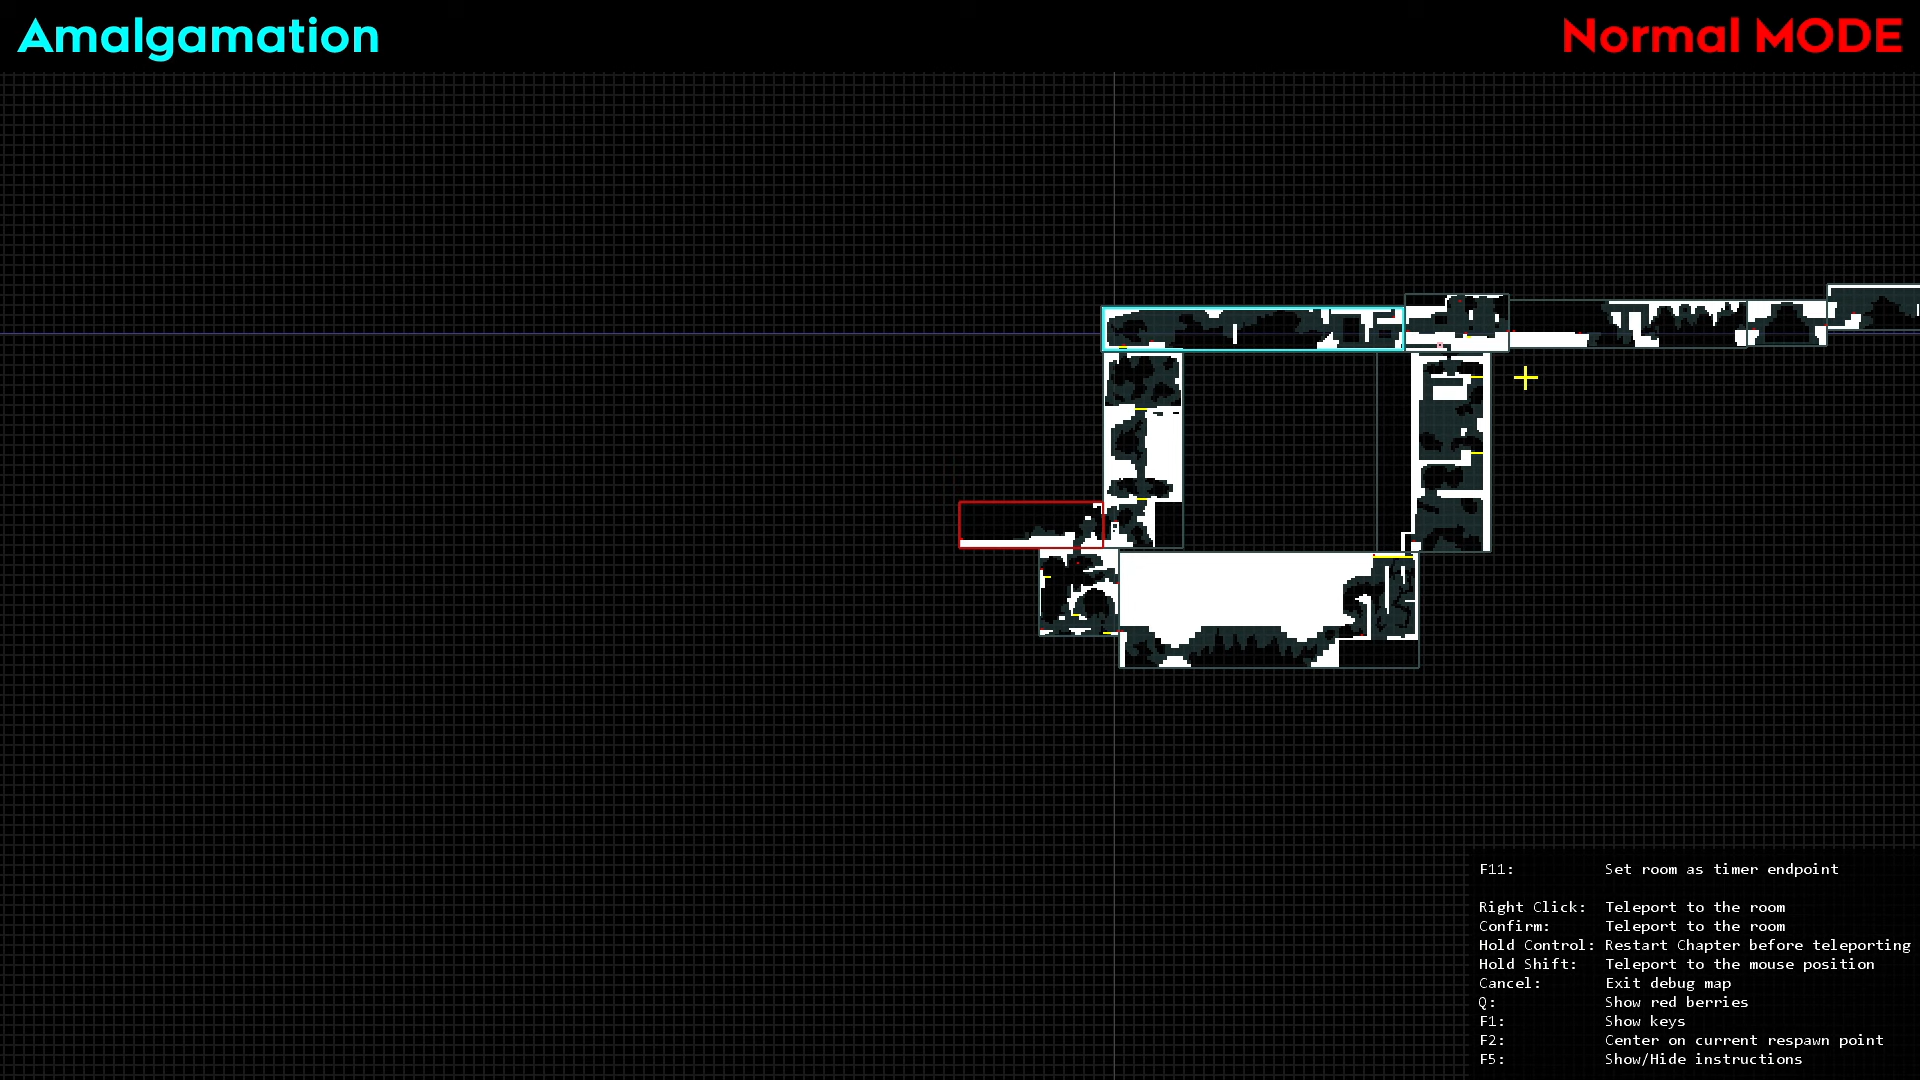 Amalgamation
Normal MODE
F11: Set room as timer endpoint
Right Click: Teleport to the room
Confirm: Teleport to the room
Hold Control: Restart Chapter before teleporting
Hold Shift: Teleport to the mouse position
Cancel: Exit debug map
Q: Show red berries
F1: Show keys
F2: Center on current respawn point
F5: Show/Hide instructions